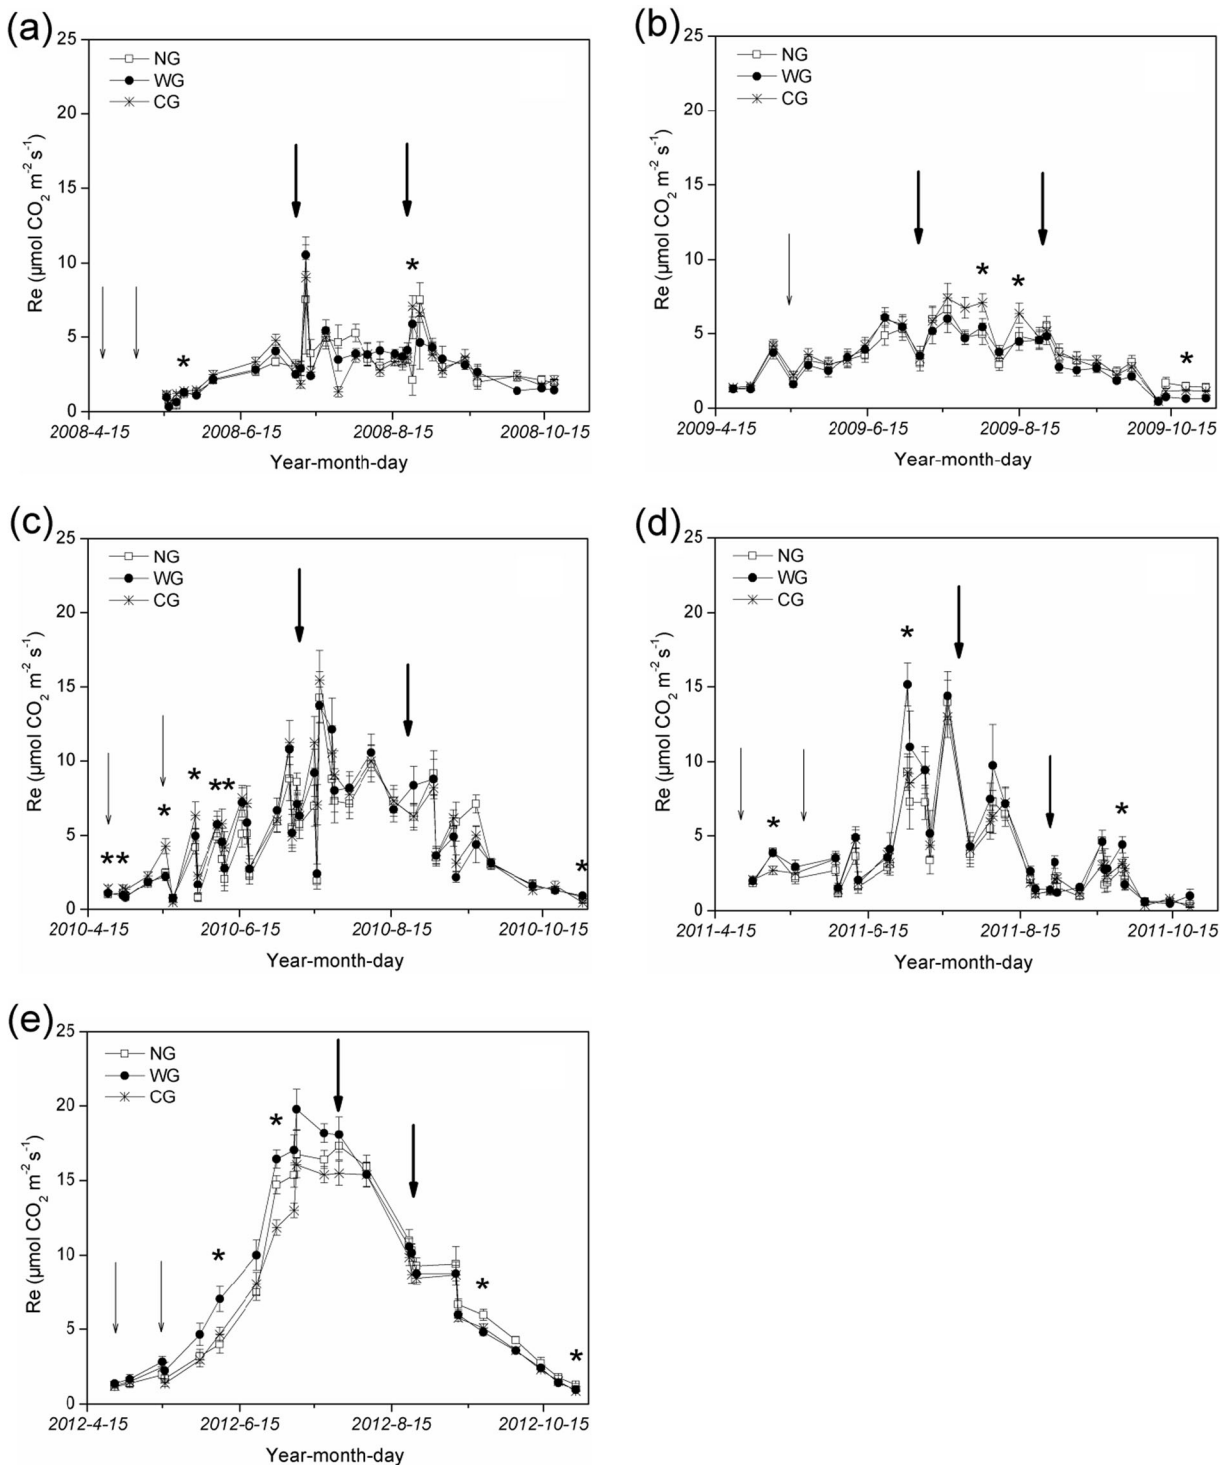 (a)
25
20
15
10
5
0
Re (μmol CO2 m-2 s-1)
NG
WG
CG
*
*
2008-4-15 2008-6-15 2008-8-15 2008-10-15
Year-month-day
(b)
25
20
15
10
5
0
Re (μmol CO2 m-2 s-1)
NG
WG
CG
*
*
*
2009-4-15 2009-6-15 2009-8-15 2009-10-15
Year-month-day
(c)
25
20
15
10
5
0
Re (μmol CO2 m-2 s-1)
NG
WG
CG
**
*
*
**
*
2010-4-15 2010-6-15 2010-8-15 2010-10-15
Year-month-day
(d)
25
20
15
10
5
0
Re (μmol CO2 m-2 s-1)
NG
WG
CG
*
*
*
2011-4-15 2011-6-15 2011-8-15 2011-10-15
Year-month-day
(e)
25
20
15
10
5
0
Re (μmol CO2 m-2 s-1)
NG
WG
CG
*
*
*
*
2012-4-15 2012-6-15 2012-8-15 2012-10-15
Year-month-day